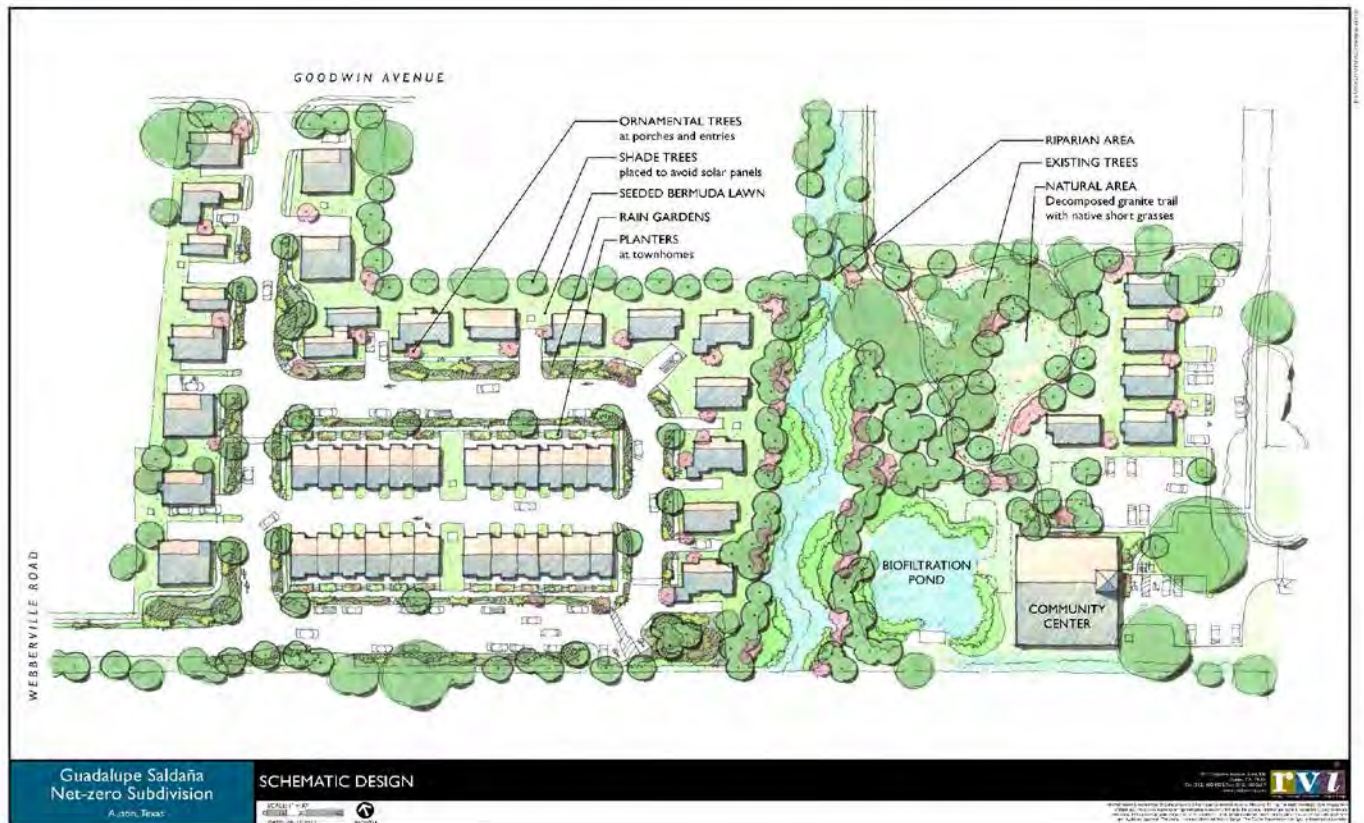 GOODWIN AVENUE
ORNAMENTAL TREES
at porches and entries
SHADE TREES
placed to avoid solar panels
SEEDED BERMUDA LAWN
RAIN GARDENS
PLANTERS
at townhomes
RIPARIAN AREA
EXISTING TREES
NATURAL AREA
Decomposed granite trail
with native short grasses
WEBBERVILLE ROAD
BIOFILTRATION
POND
COMMUNITY
CENTER
Guadalupe Saldaña
Net-zero Subdivision
Austin, Texas
SCHEMATIC DESIGN
NORTH
rvi